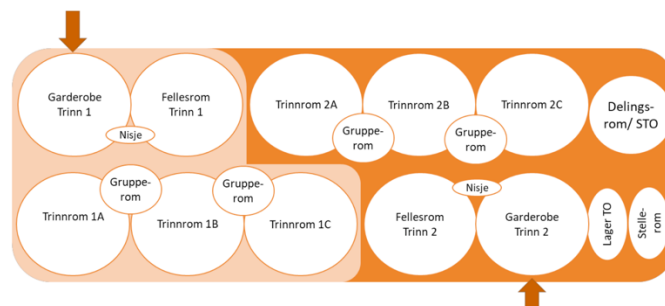 Garderobe
Trinn 1
Fellesrom
Trinn 1
Nisje
Trinnrom 2A
Trinnrom 2B
Trinnrom 2C
Gruppe-
rom
Gruppe-
rom
Delings-
rom/ STO
Trinnrom 1A
Gruppe-
rom
Trinnrom 1B
Gruppe-
rom
Trinnrom 1C
Fellesrom
Trinn 2
Nisje
Garderobe
Trinn 2
Lager TO
Stelle-
rom